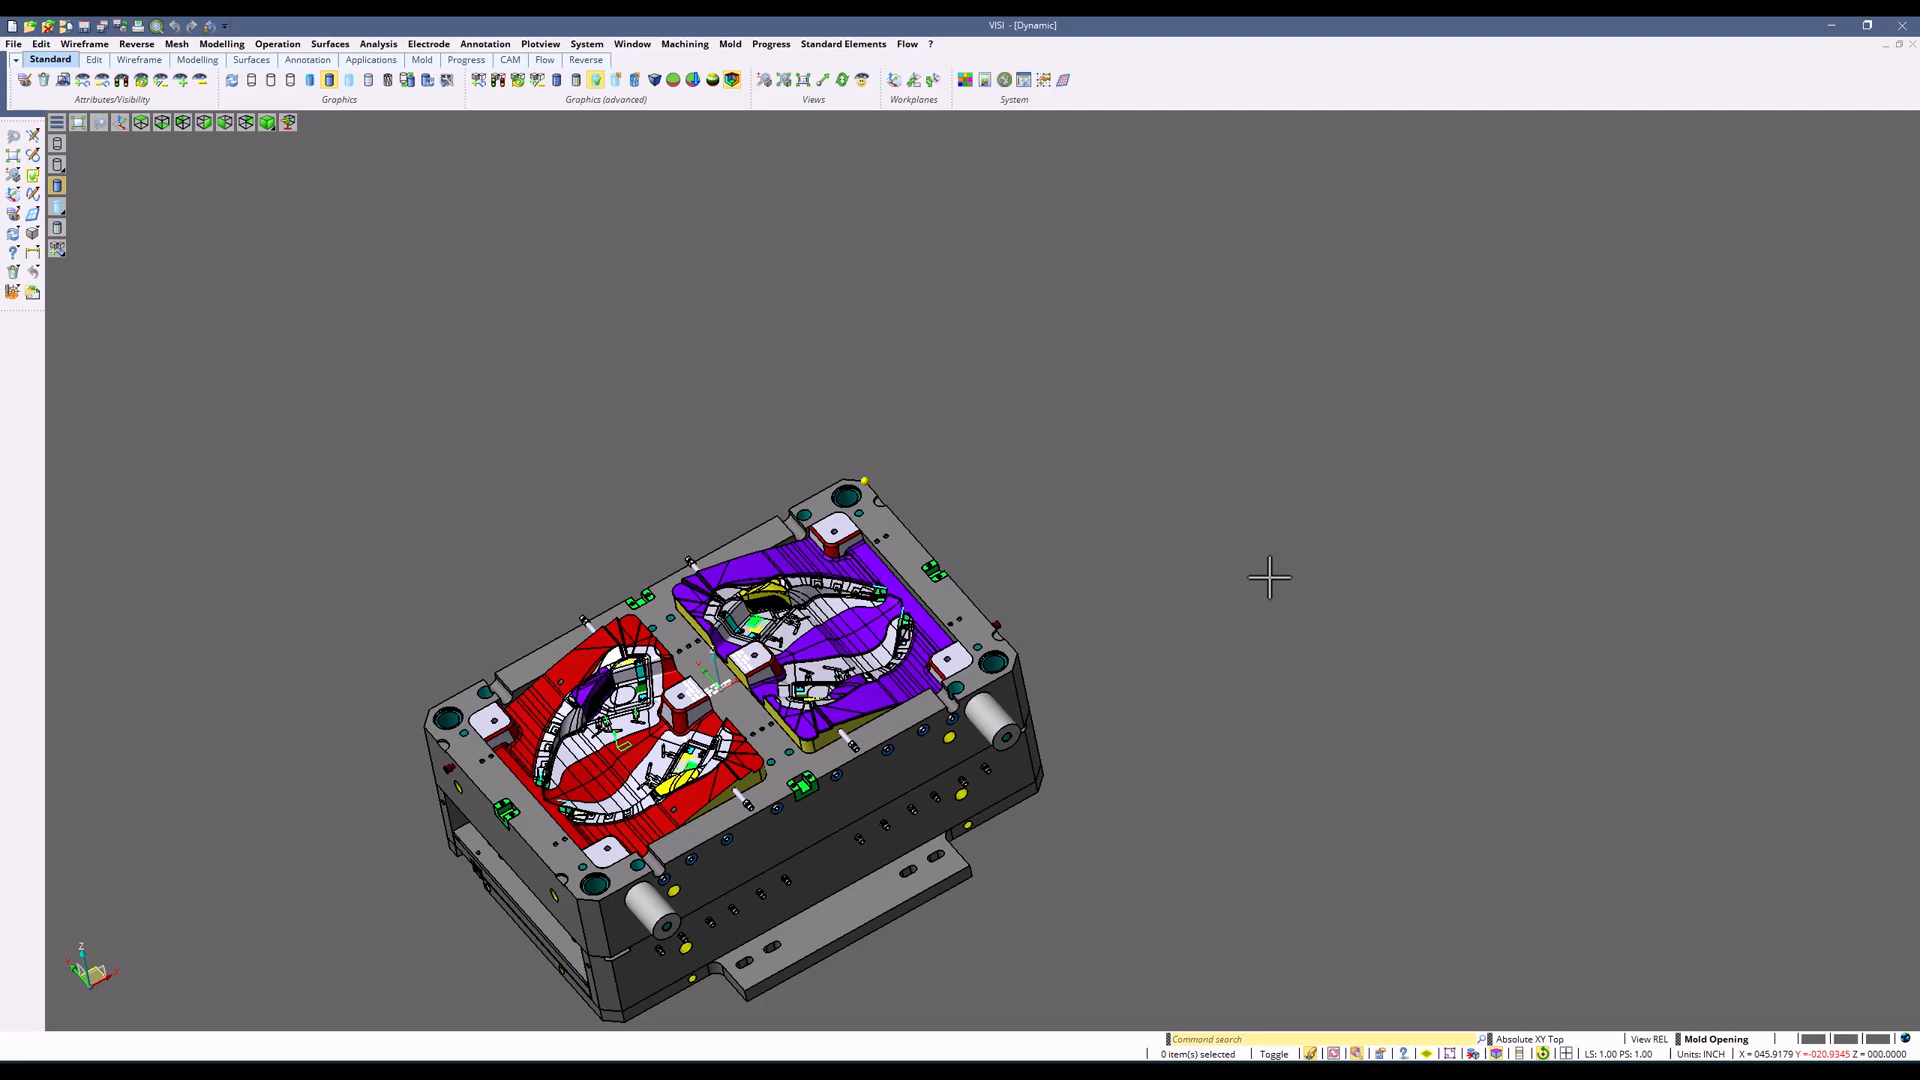 VISI - [Dynamic]
File Edit Wireframe Reverse Mesh Modelling Operation Surfaces Analysis Electrode Annotation Plotview System Window Machining Mold Progress Standard Elements Flow ?
Standard Edit Wireframe Modelling Surfaces Annotation Applications Mold Progress CAM Flow Reverse
Attributes/Visibility Graphics Graphics (advanced) Views Workplanes System
Z
Y X
Command search Absolute XY Top View REL Mold Opening
0 item(s) selected Toggle LS: 1.00 PS: 1.00 Units: INCH X = 045.9179 Y =-020.9345 Z = 000.0000